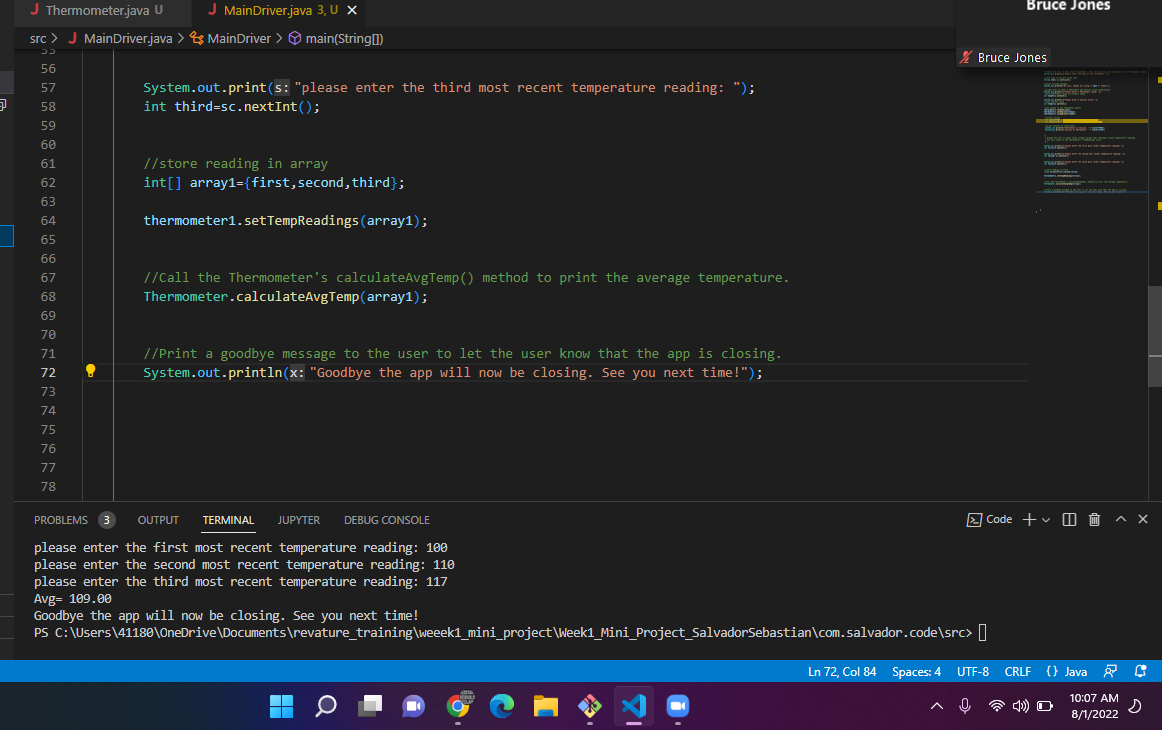 Thermometer.java U
MainDriver.java 3, U
Bruce Jones
src > MainDriver.java > MainDriver > main(String[])
Bruce Jones
55
56
57 System.out.print(s: "please enter the third most recent temperature reading: ");
58 int third=sc.nextInt();
59
60
61 //store reading in array
62 int[] array1={first,second,third};
63
64 thermometer1.setTempReadings(array1);
65
66
67 //Call the Thermometer's calculateAvgTemp() method to print the average temperature.
68 Thermometer.calculateAvgTemp(array1);
69
70
71 //Print a goodbye message to the user to let the user know that the app is closing.
72 System.out.println(x: "Goodbye the app will now be closing. See you next time!");
73
74
75
76
77
78
PROBLEMS 3 OUTPUT TERMINAL JUPYTER DEBUG CONSOLE Code
please enter the first most recent temperature reading: 100
please enter the second most recent temperature reading: 110
please enter the third most recent temperature reading: 117
Avg= 109.00
Goodbye the app will now be closing. See you next time!
PS C:\Users\41180\OneDrive\Documents\revature_training\weeek1_mini_project\Week1_Mini_Project_SalvadorSebastian\com.salvador.code\src>
Ln 72, Col 84 Spaces: 4 UTF-8 CRLF {} Java
10:07 AM
8/1/2022